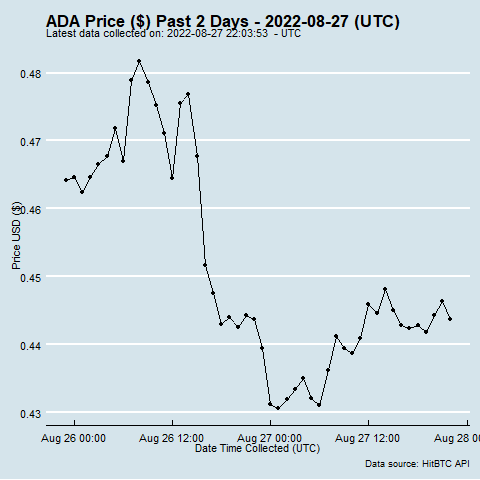 ADA Price ($) Past 2 Days - 2022-08-27 (UTC)
Latest data collected on: 2022-08-27 22:03:53 - UTC
0.48
0.47
0.46
0.45
0.44
0.43
Price USD ($)
Aug 26 00:00 Aug 26 12:00 Aug 27 00:00 Aug 27 12:00 Aug 28 0
Date Time Collected (UTC)
Data source: HitBTC API